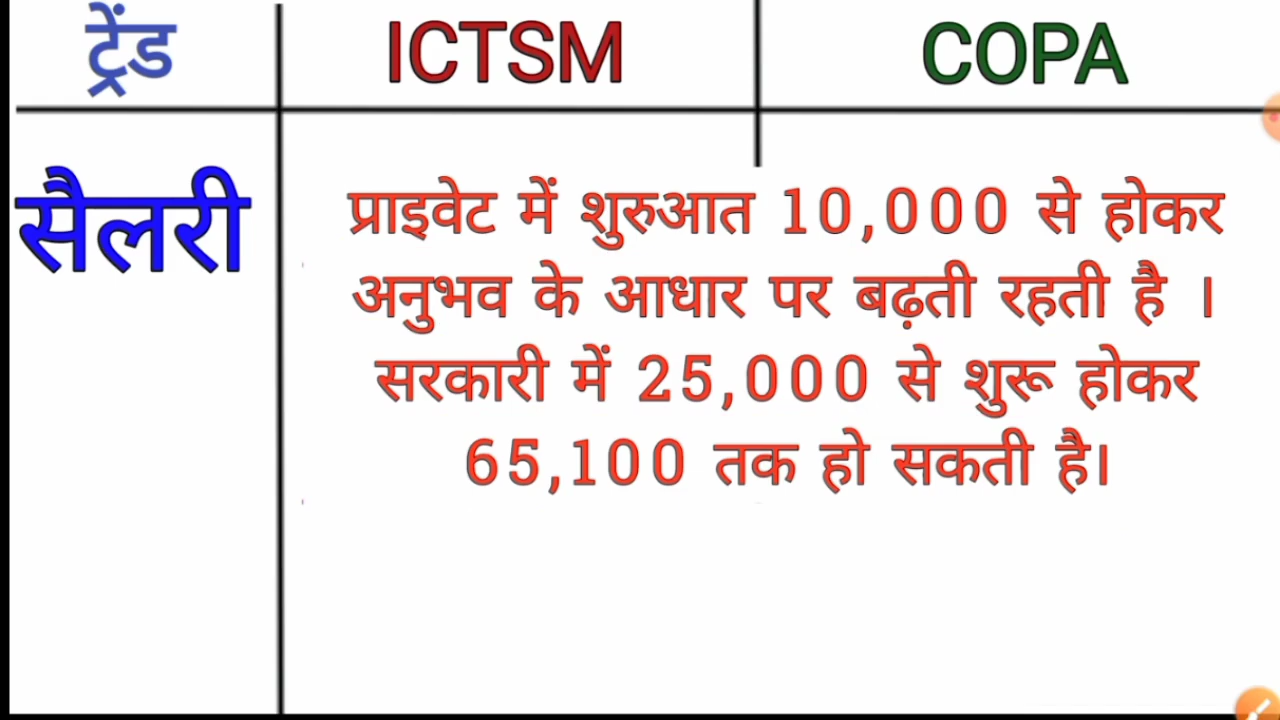 ट्रेंड ICTSM COPA
सैलरी
प्राइवेट में शुरुआत 10,000 से होकर
अनुभव के आधार पर बढ़ती रहती है ।
सरकारी में 25,000 से शुरू होकर
65,100 तक हो सकती है।